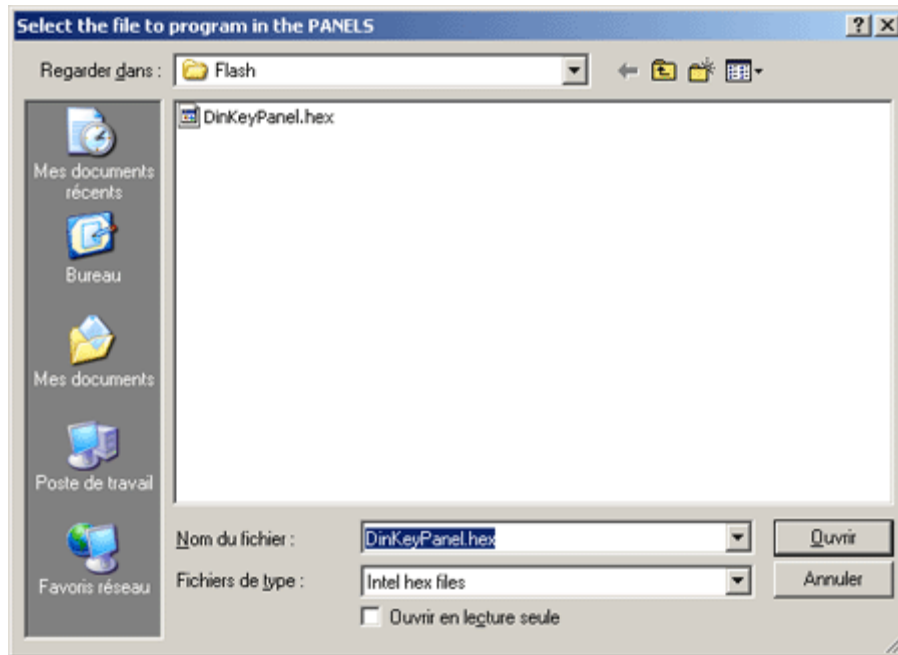 Select the file to program in the PANELS
Regarder dans :
Flash
DinKeyPanel.hex
Mes documents
récents
Bureau
Mes documents
Poste de travail
Favoris réseau
Nom du fichier :
DinKeyPanel.hex
Ouvrir
Fichiers de type :
Intel hex files
Annuler
Ouvrir en lecture seule